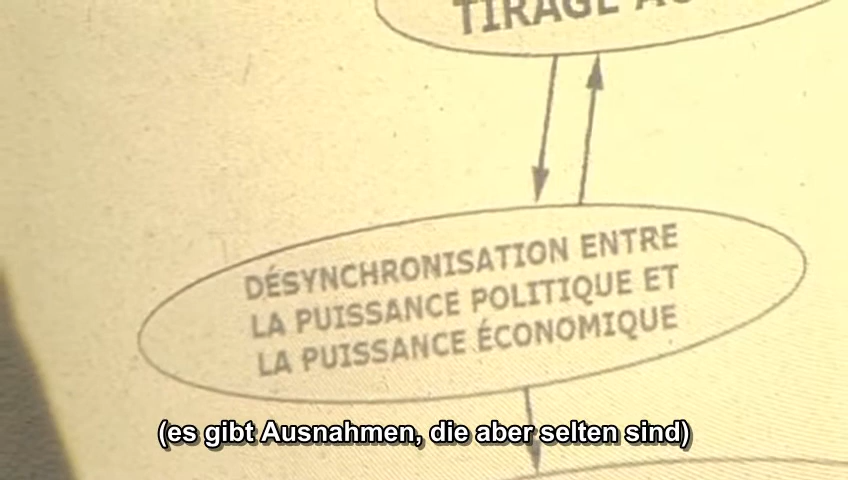 TIRAGE
DÉSYNCHRONISATION ENTRE
LA PUISSANCE POLITIQUE ET
LA PUISSANCE ÉCONOMIQUE
(es gibt Ausnahmen, die aber selten sind)